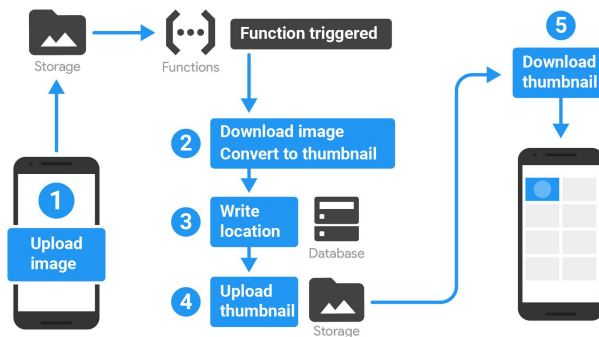 Storage
Functions
Function triggered
1
Upload
image
2
Download image
Convert to thumbnail
3
Write
location
Database
4
Upload
thumbnail
Storage
5
Download
thumbnail